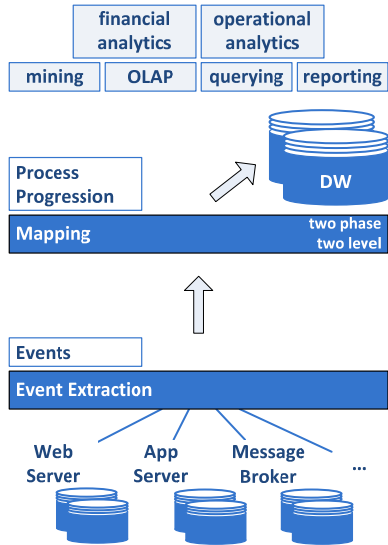 financial
analytics
operational
analytics
mining
OLAP
querying
reporting
DW
Process
Progression
Mapping
two phase
two level
Events
Event Extraction
Web
Server
App
Server
Message
Broker
...